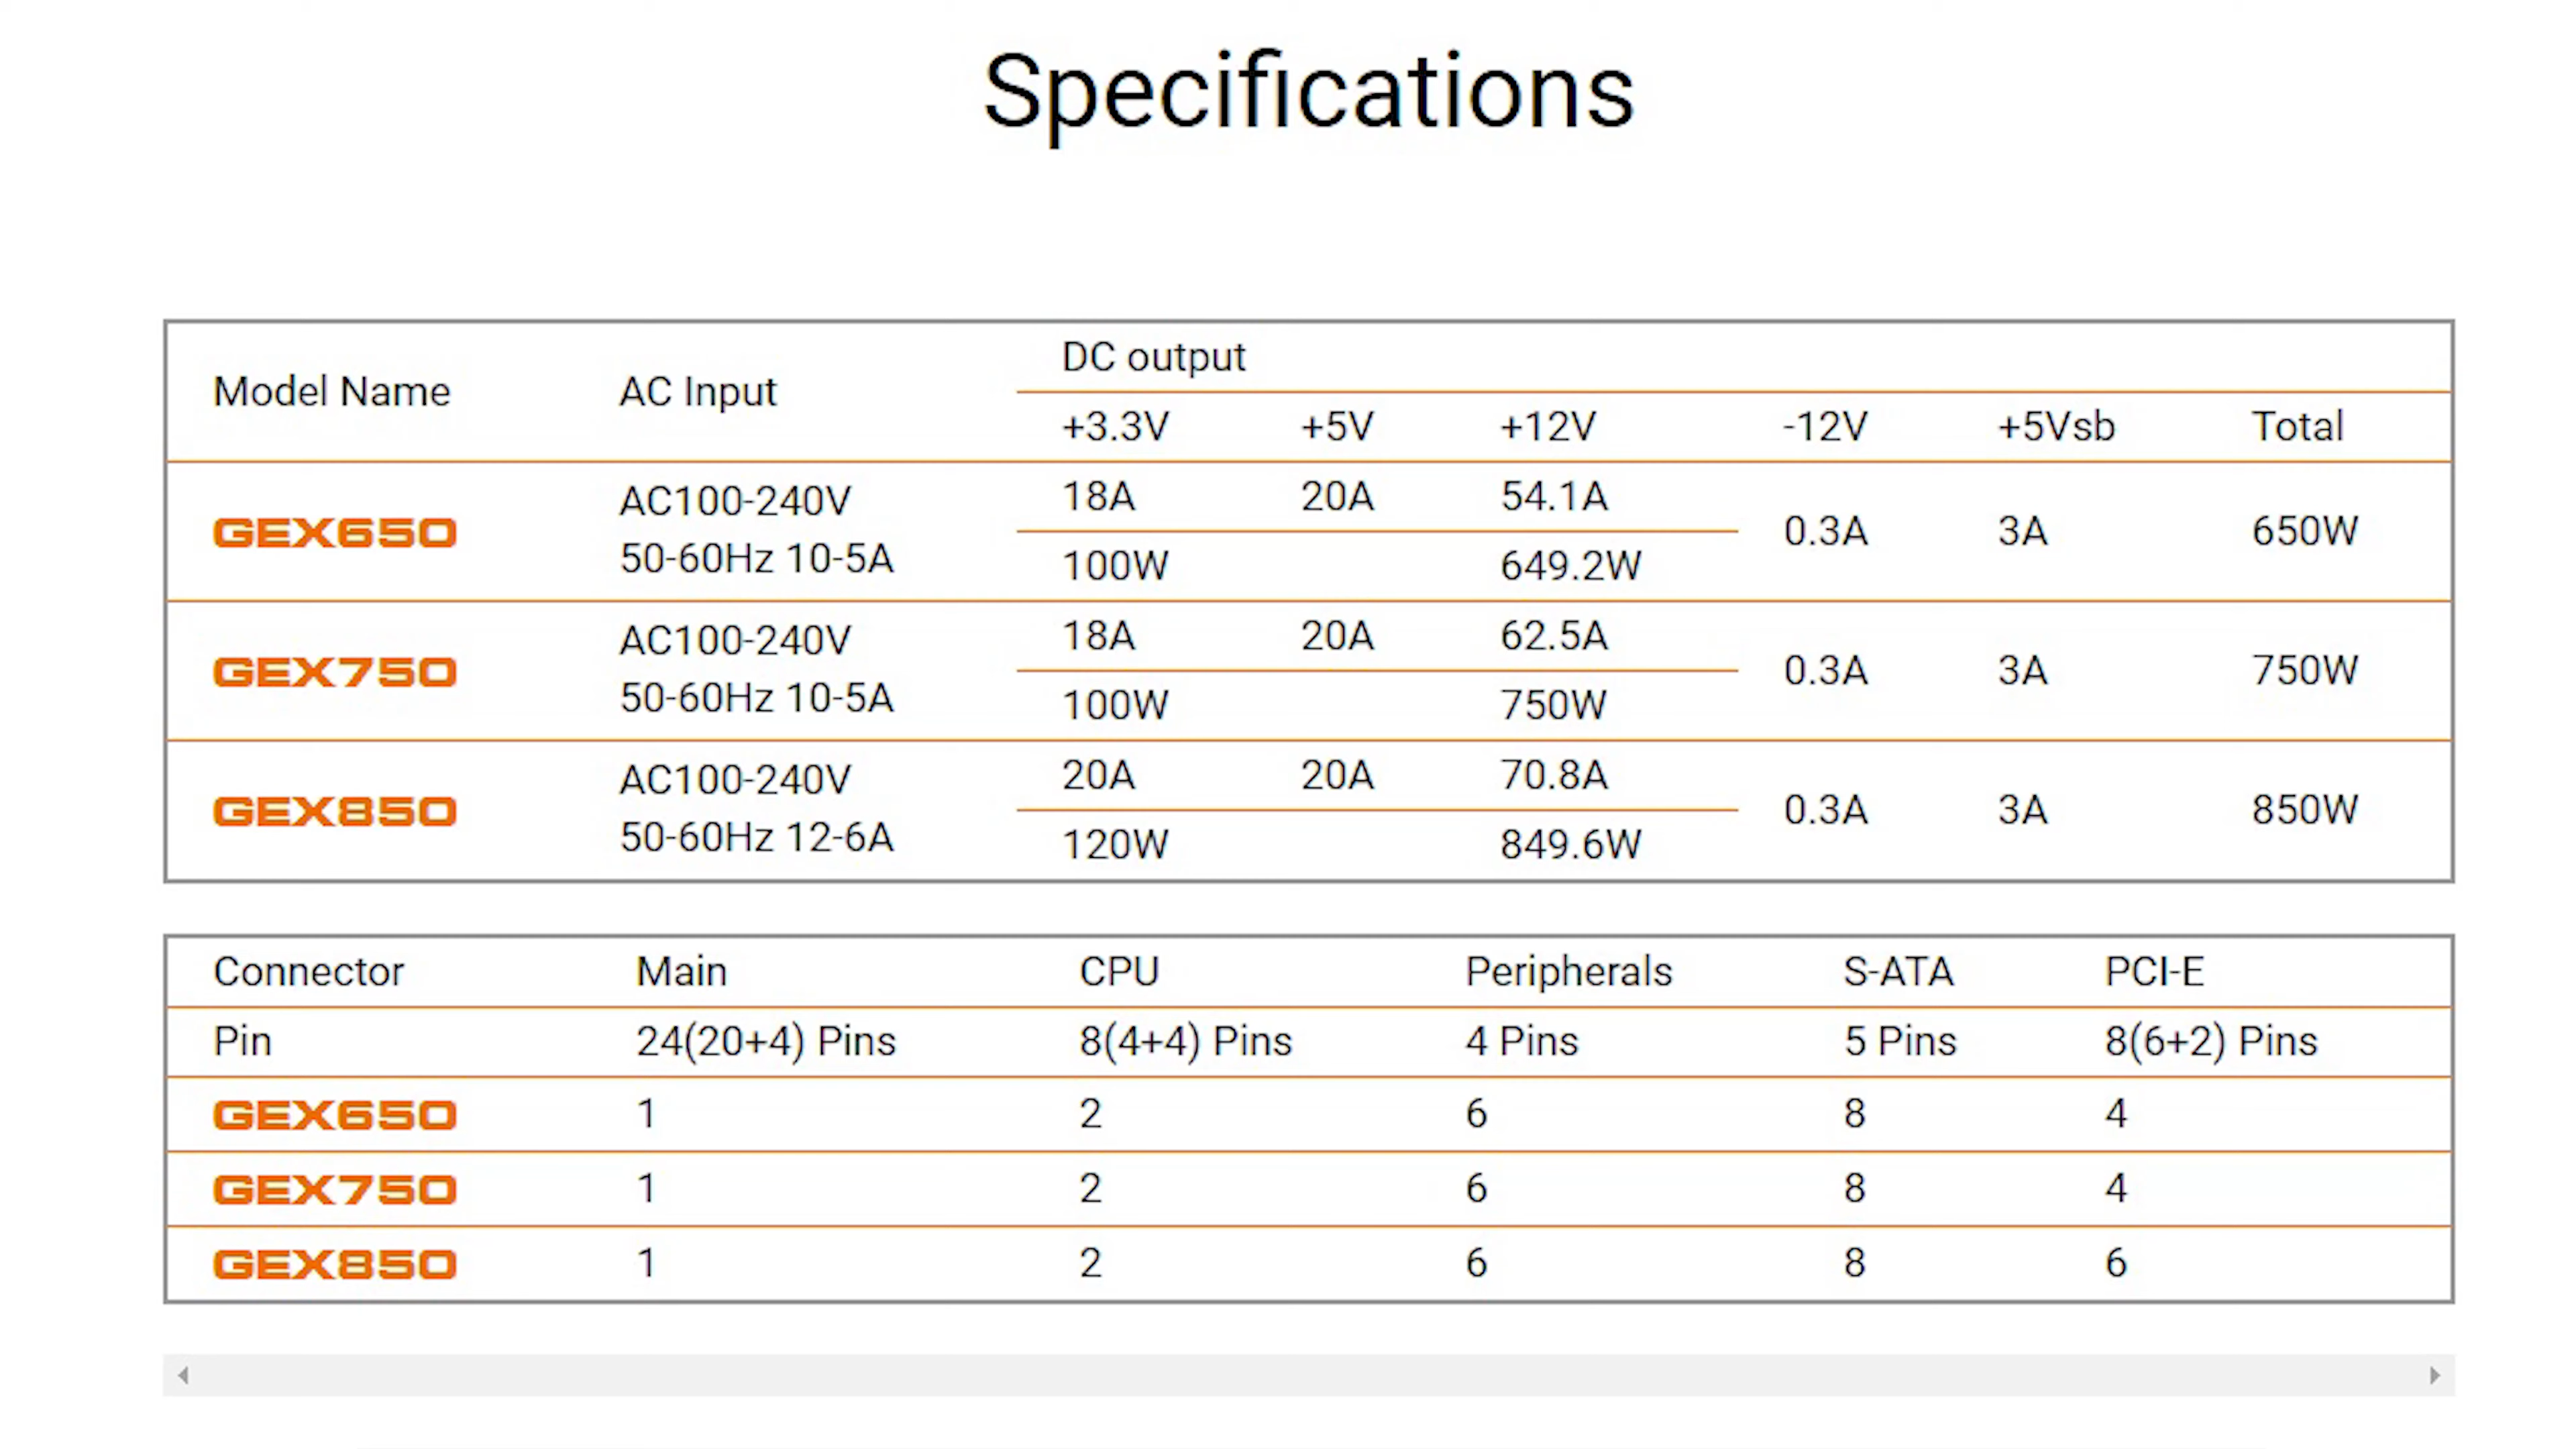 Specifications
Model Name AC Input DC output
+3.3V +5V +12V -12V +5Vsb Total
GEX650 AC100-240V 50-60Hz 10-5A 18A 20A 54.1A 0.3A 3A 650W
100W 649.2W
GEX750 AC100-240V 50-60Hz 10-5A 18A 20A 62.5A 0.3A 3A 750W
100W 750W
GEX850 AC100-240V 50-60Hz 12-6A 20A 20A 70.8A 0.3A 3A 850W
120W 849.6W
Connector Main CPU Peripherals S-ATA PCI-E
Pin 24(20+4) Pins 8(4+4) Pins 4 Pins 5 Pins 8(6+2) Pins
GEX650 1 2 6 8 4
GEX750 1 2 6 8 4
GEX850 1 2 6 8 6